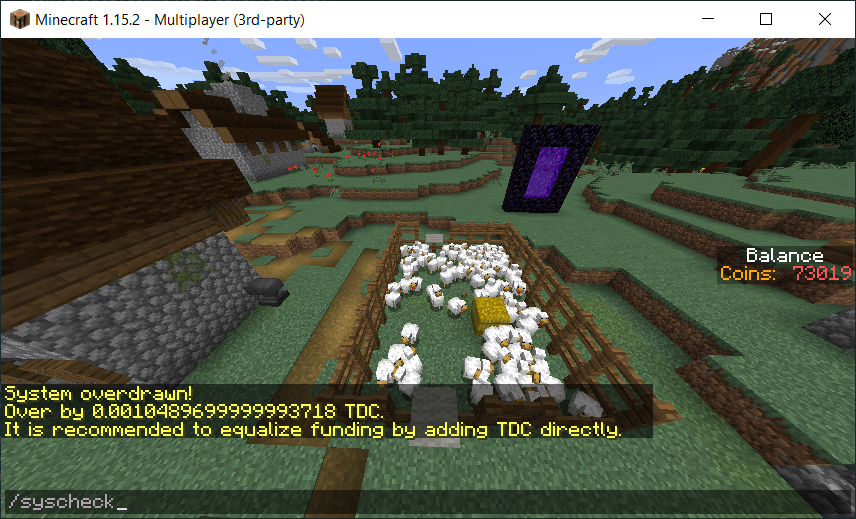 Minecraft 1.15.2 - Multiplayer (3rd-party)
Balance
Coins: 73019
System overdrawn!
Over by 0.00104896999999993718 TDC.
It is recommended to equalize funding by adding TDC directly.
/syscheck_